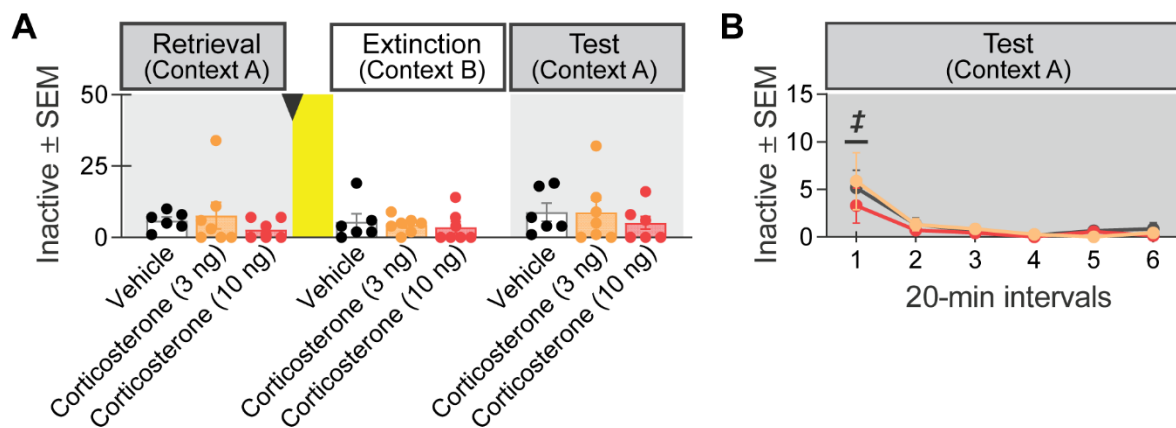 A
Retrieval
(Context A)
Extinction
(Context B)
Test
(Context A)
Inactive ± SEM
50
25
0
Vehicle
Corticosterone (3 ng)
Corticosterone (10 ng)
Vehicle
Corticosterone (3 ng)
Corticosterone (10 ng)
Vehicle
Corticosterone (3 ng)
Corticosterone (10 ng)
B
Test
(Context A)
Inactive ± SEM
15
10
5
0
‡
1 2 3 4 5 6
20-min intervals